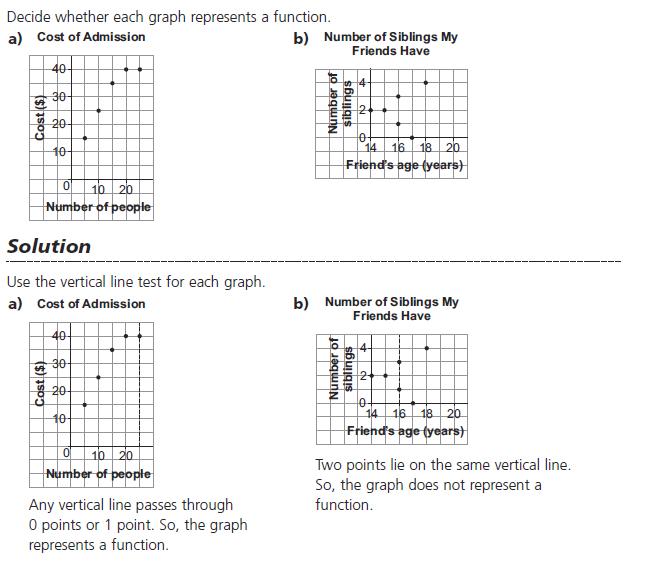 Decide whether each graph represents a function.
a) Cost of Admission
40
30
20
10
0
10 20
Cost ($)
Number of people
b) Number of Siblings My
Friends Have
Number of
siblings
4
2
0
14 16 18 20
Friend's age (years)
Solution
Use the vertical line test for each graph.
a) Cost of Admission
40
30
20
10
0
10 20
Cost ($)
Number of people
Any vertical line passes through
0 points or 1 point. So, the graph
represents a function.
b) Number of Siblings My
Friends Have
Number of
siblings
4
2
0
14 16 18 20
Friend's age (years)
Two points lie on the same vertical line.
So, the graph does not represent a
function.